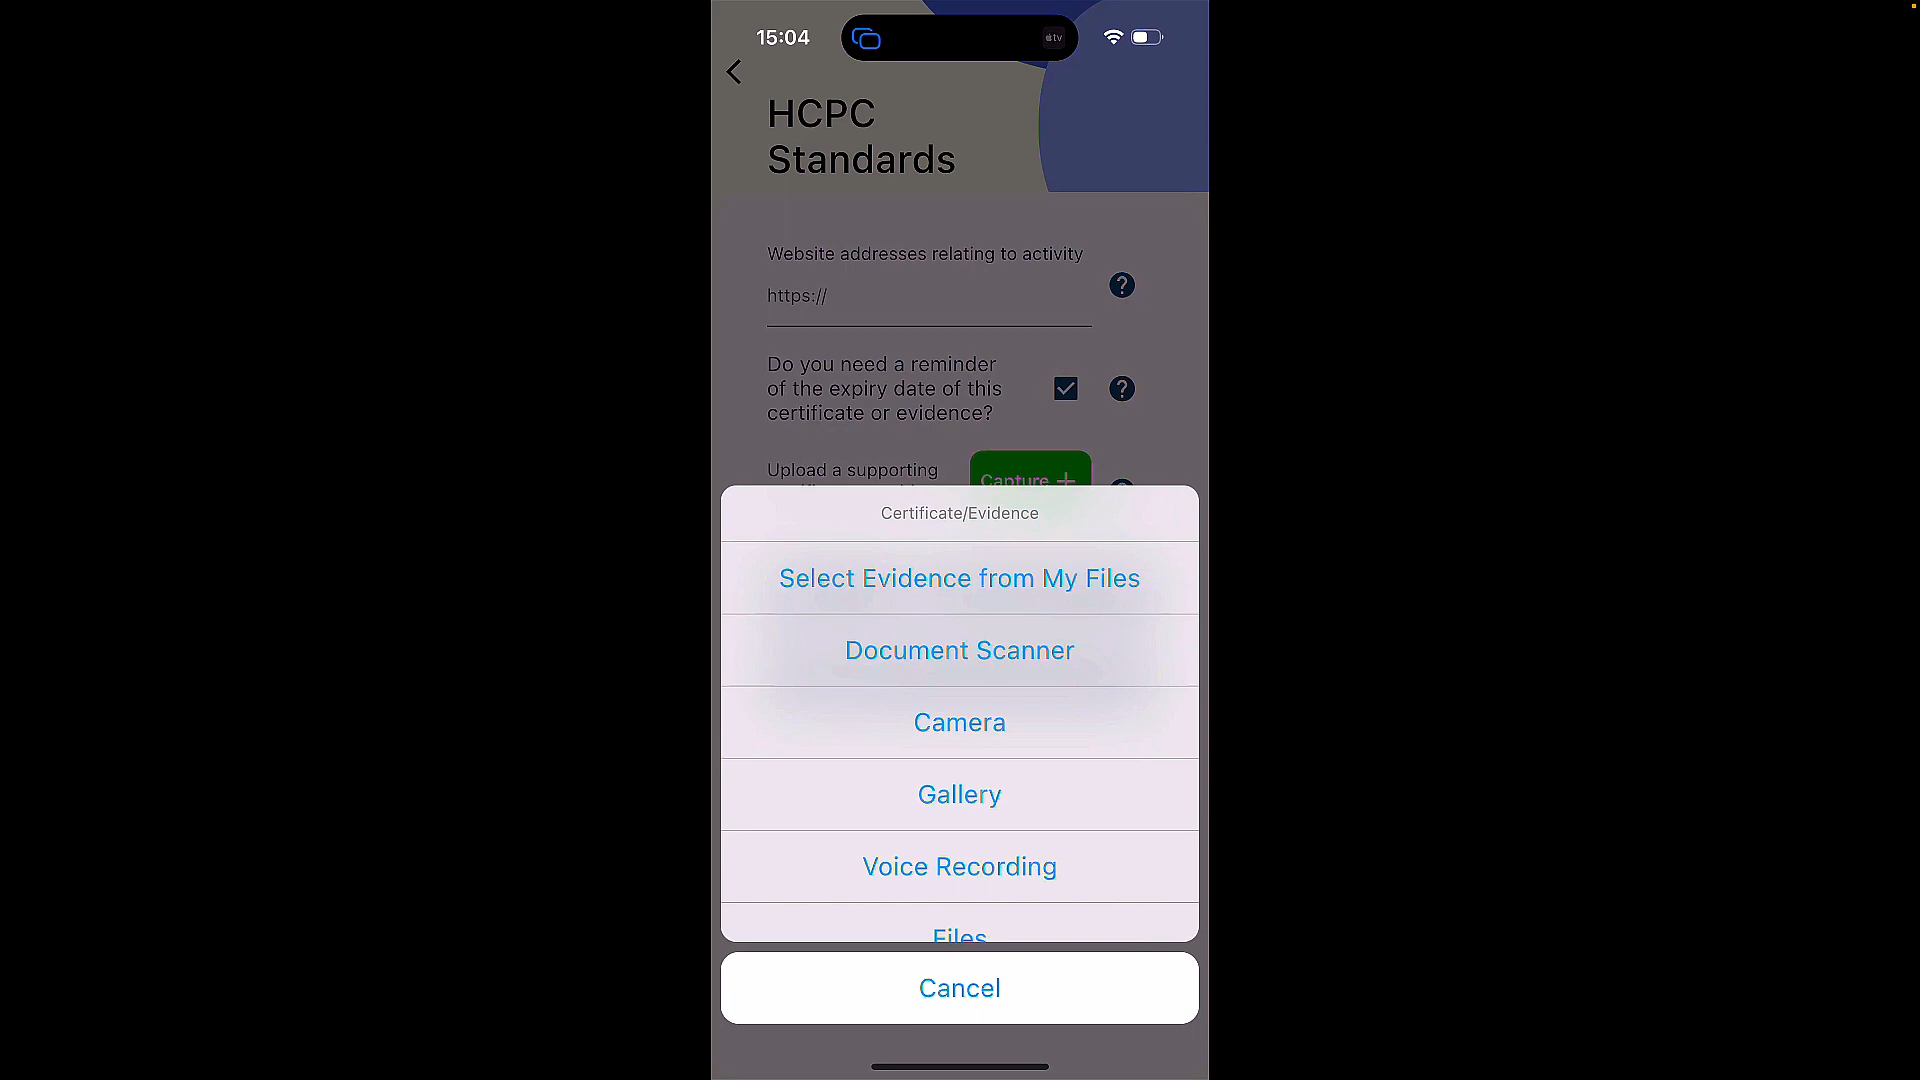 15:04
tv
HCPC
Standards
Website addresses relating to activity
https://
?
Do you need a reminder
of the expiry date of this
certificate or evidence?
?
Upload a supporting
Capture +
Certificate/Evidence
Select Evidence from My Files
Document Scanner
Camera
Gallery
Voice Recording
Files
Cancel